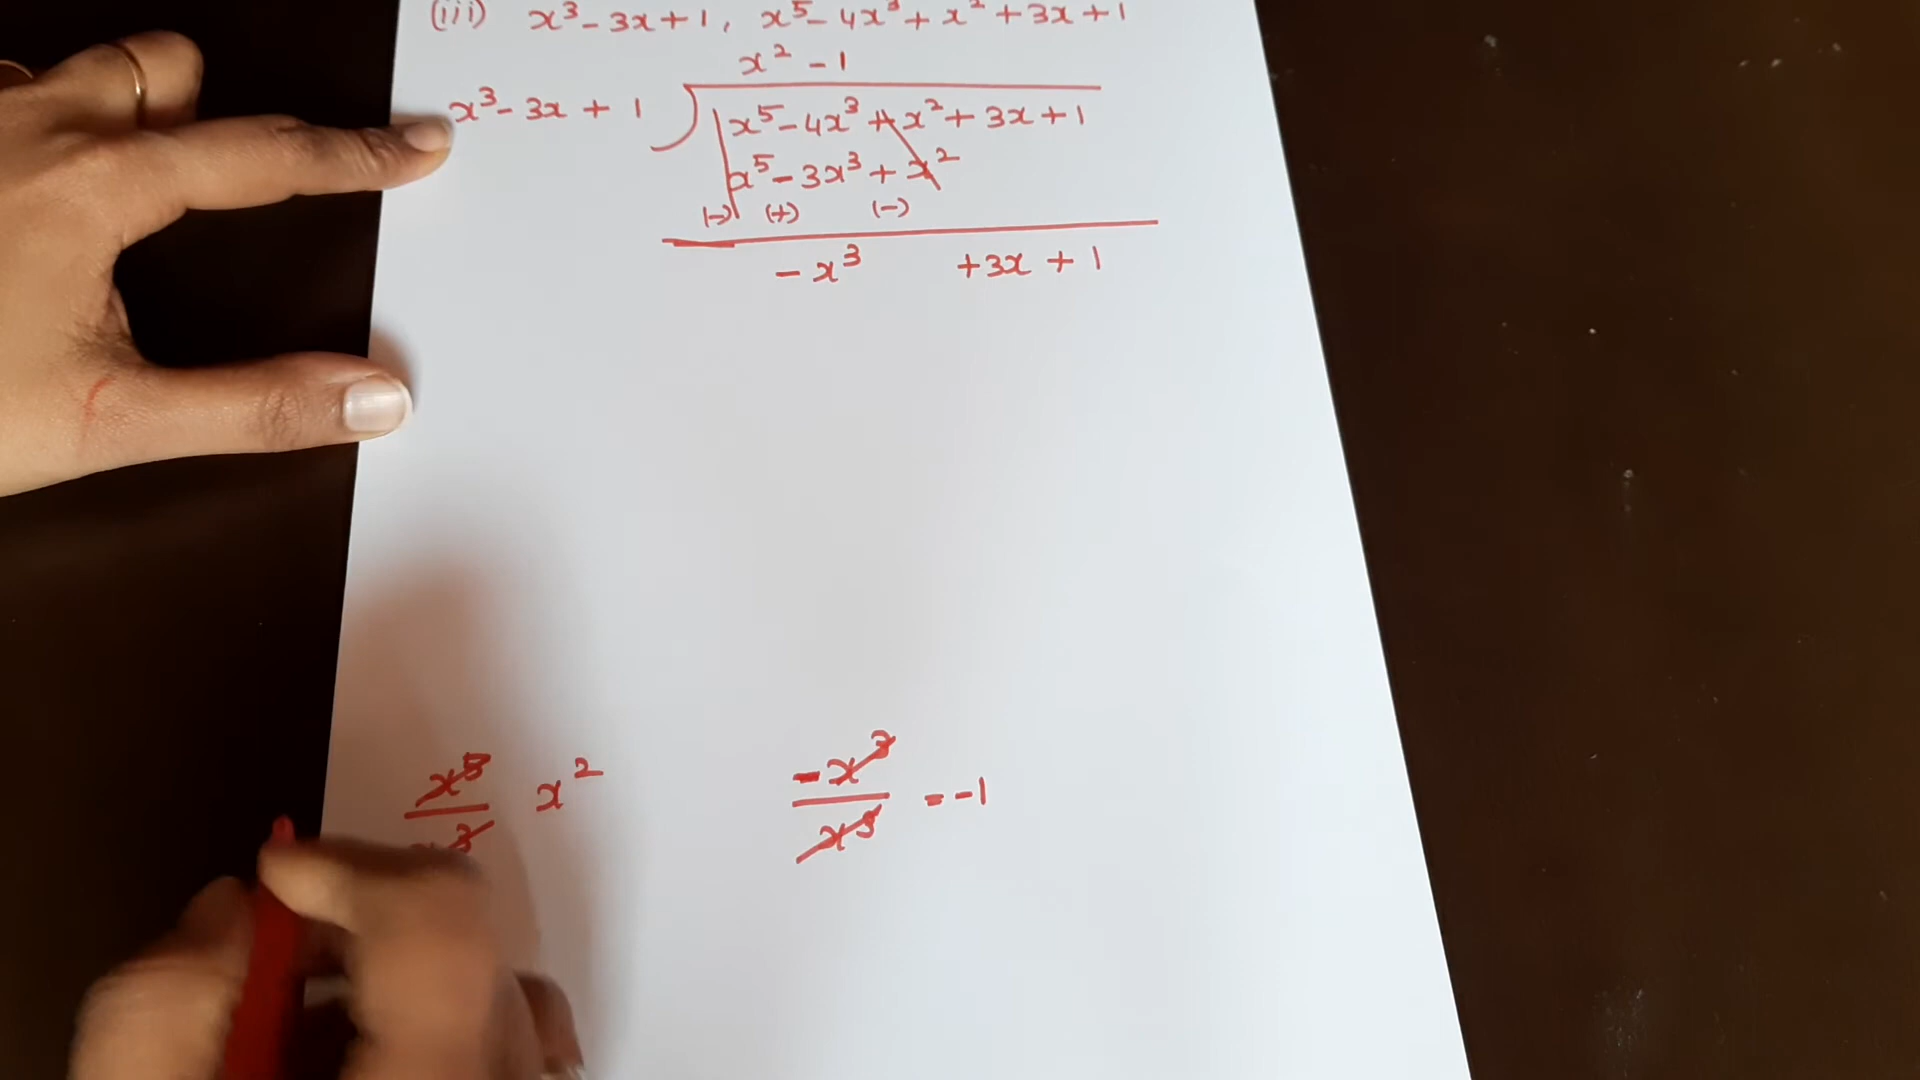 (iii) x³ - 3x + 1, x⁵ - 4x³ + x² + 3x + 1
x² - 1
x³ - 3x + 1 ) x⁵ - 4x³ + x² + 3x + 1
x⁵ - 3x³ + x²
(-) (+) (-)
- x³ + 3x + 1
x⁵/x³ x² -x³/x³ = -1